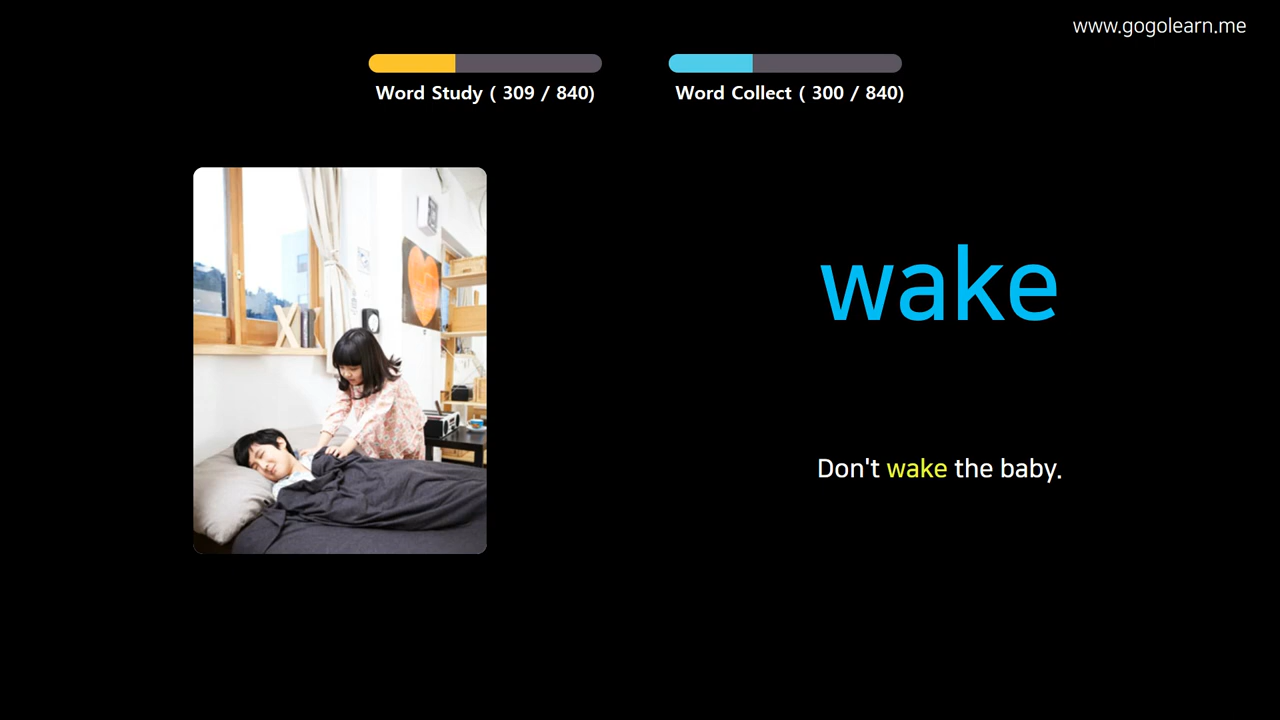 www.gogolearn.me
Word Study ( 309 / 840)
Word Collect ( 300 / 840)
wake
Don't wake the baby.